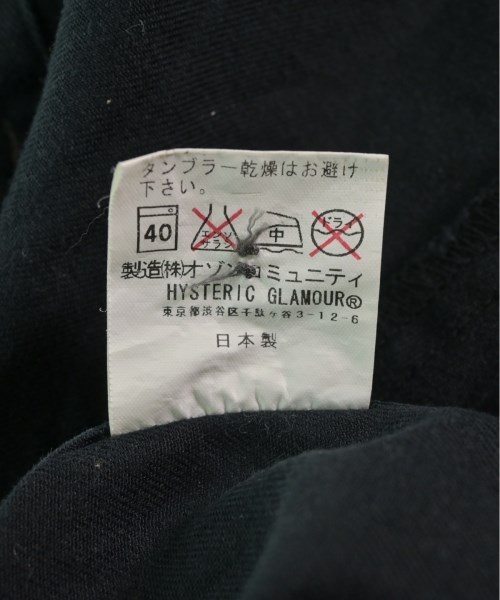 タンブラー乾燥はお避け
下さい。
40 エンソ サラシ 中 ドライ
製造(株)オゾンコミュニティ
HYSTERIC GLAMOUR®
東京都渋谷区千駄ヶ谷3-12-6
日本製